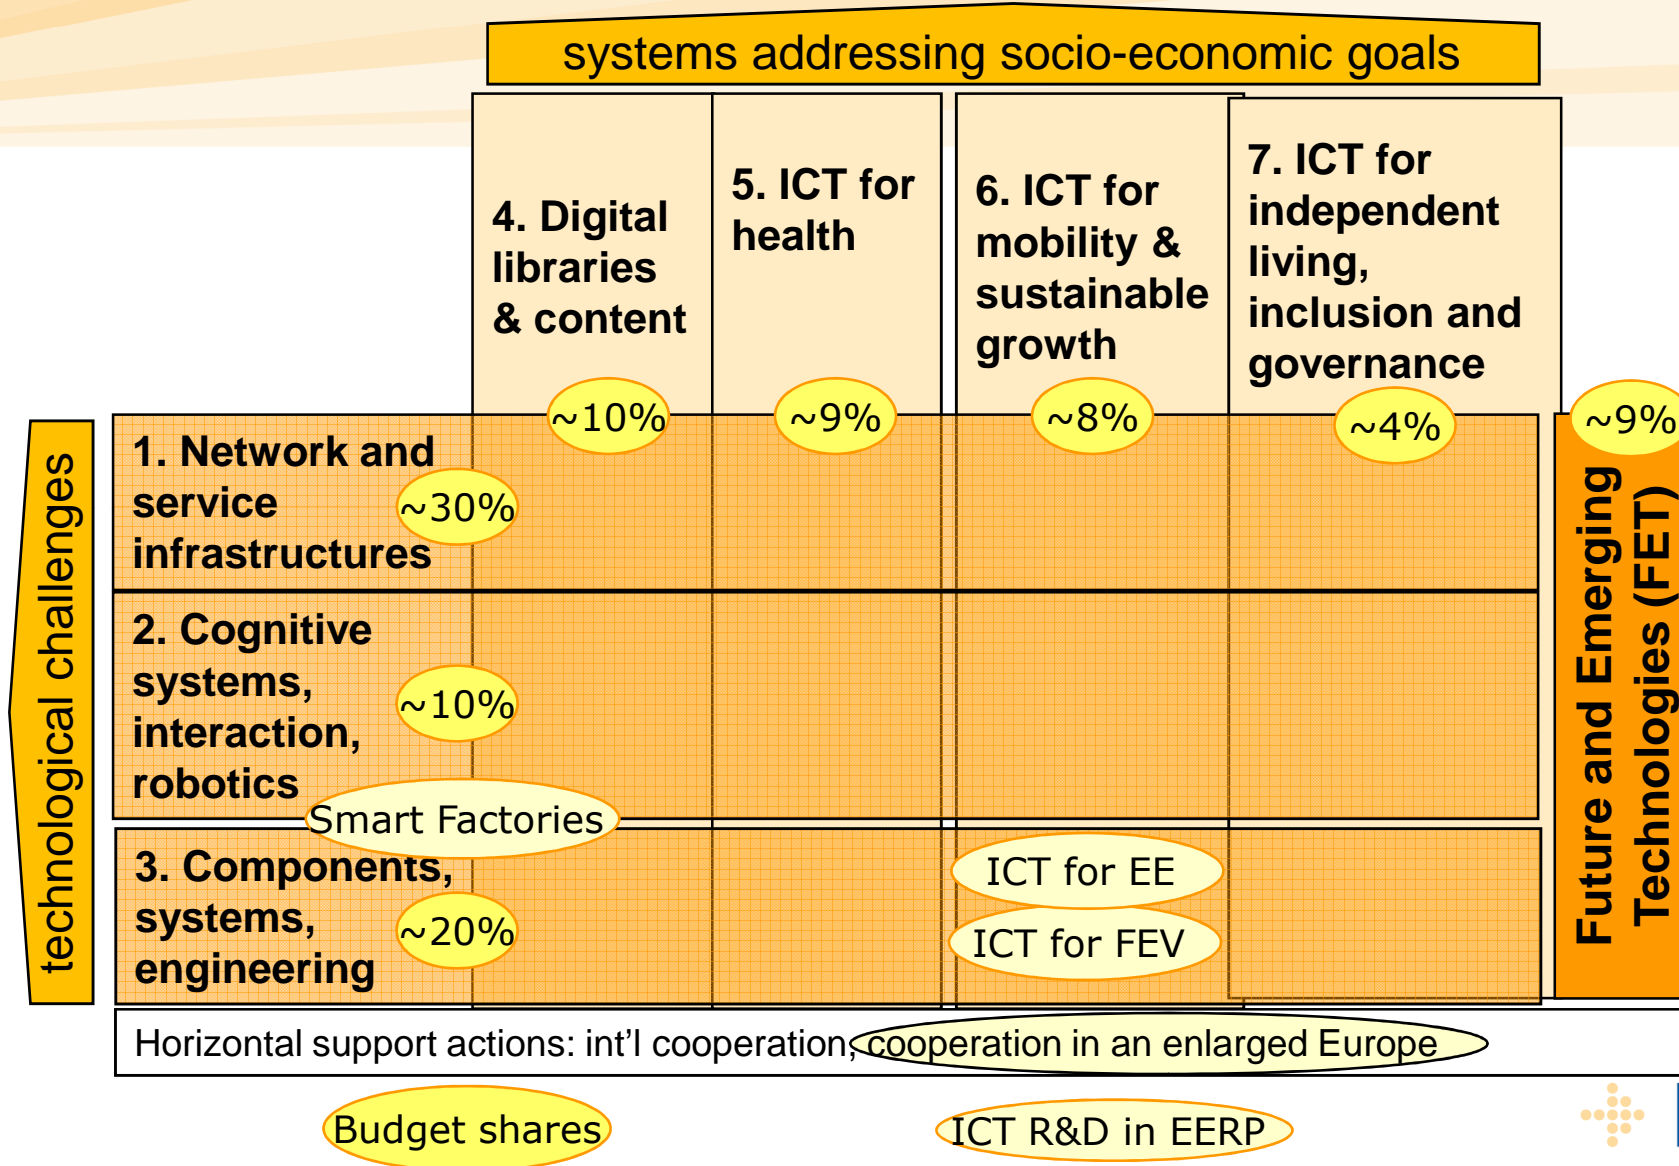 systems addressing socio-economic goals
4. Digital
libraries
& content
5. ICT for
health
6. ICT for
mobility &
sustainable
growth
7. ICT for
independent
living,
inclusion and
governance
~10%
~9%
~8%
~4%
~9%
technological challenges
1. Network and
service
infrastructures
~30%
2. Cognitive
systems,
interaction,
robotics
~10%
Smart Factories
3. Components,
systems,
engineering
~20%
ICT for EE
ICT for FEV
Future and Emerging
Technologies (FET)
Horizontal support actions: int'l cooperation, cooperation in an enlarged Europe
Budget shares
ICT R&D in EERP